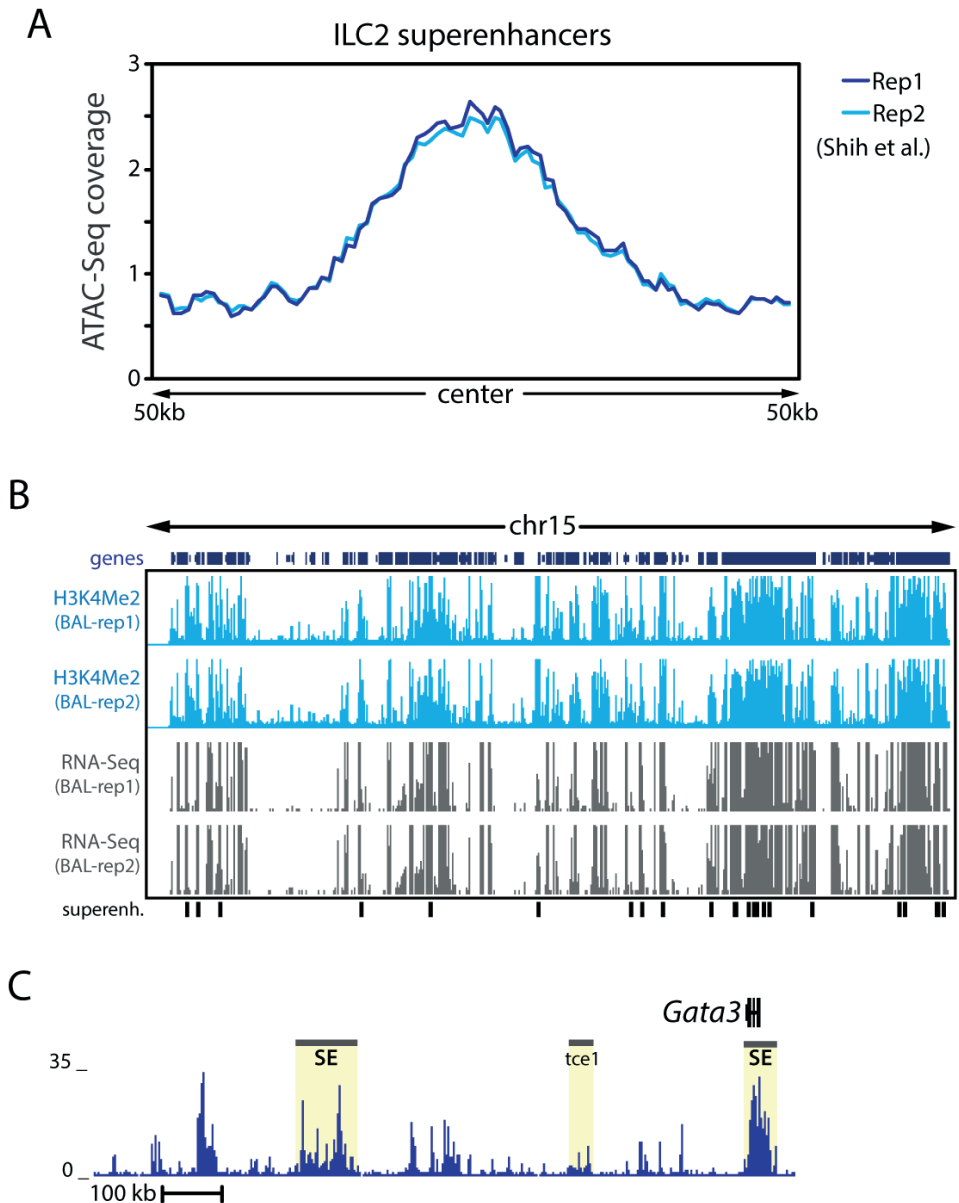 A
ILC2 superenhancers
3
2
1
0
ATAC-Seq coverage
Rep1
Rep2
(Shih et al.)
center
50kb
50kb
B
chr15
genes
H3K4Me2
(BAL-rep1)
H3K4Me2
(BAL-rep2)
RNA-Seq
(BAL-rep1)
RNA-Seq
(BAL-rep2)
superenh.
C
Gata3
35
SE
tce1
SE
0
100 kb